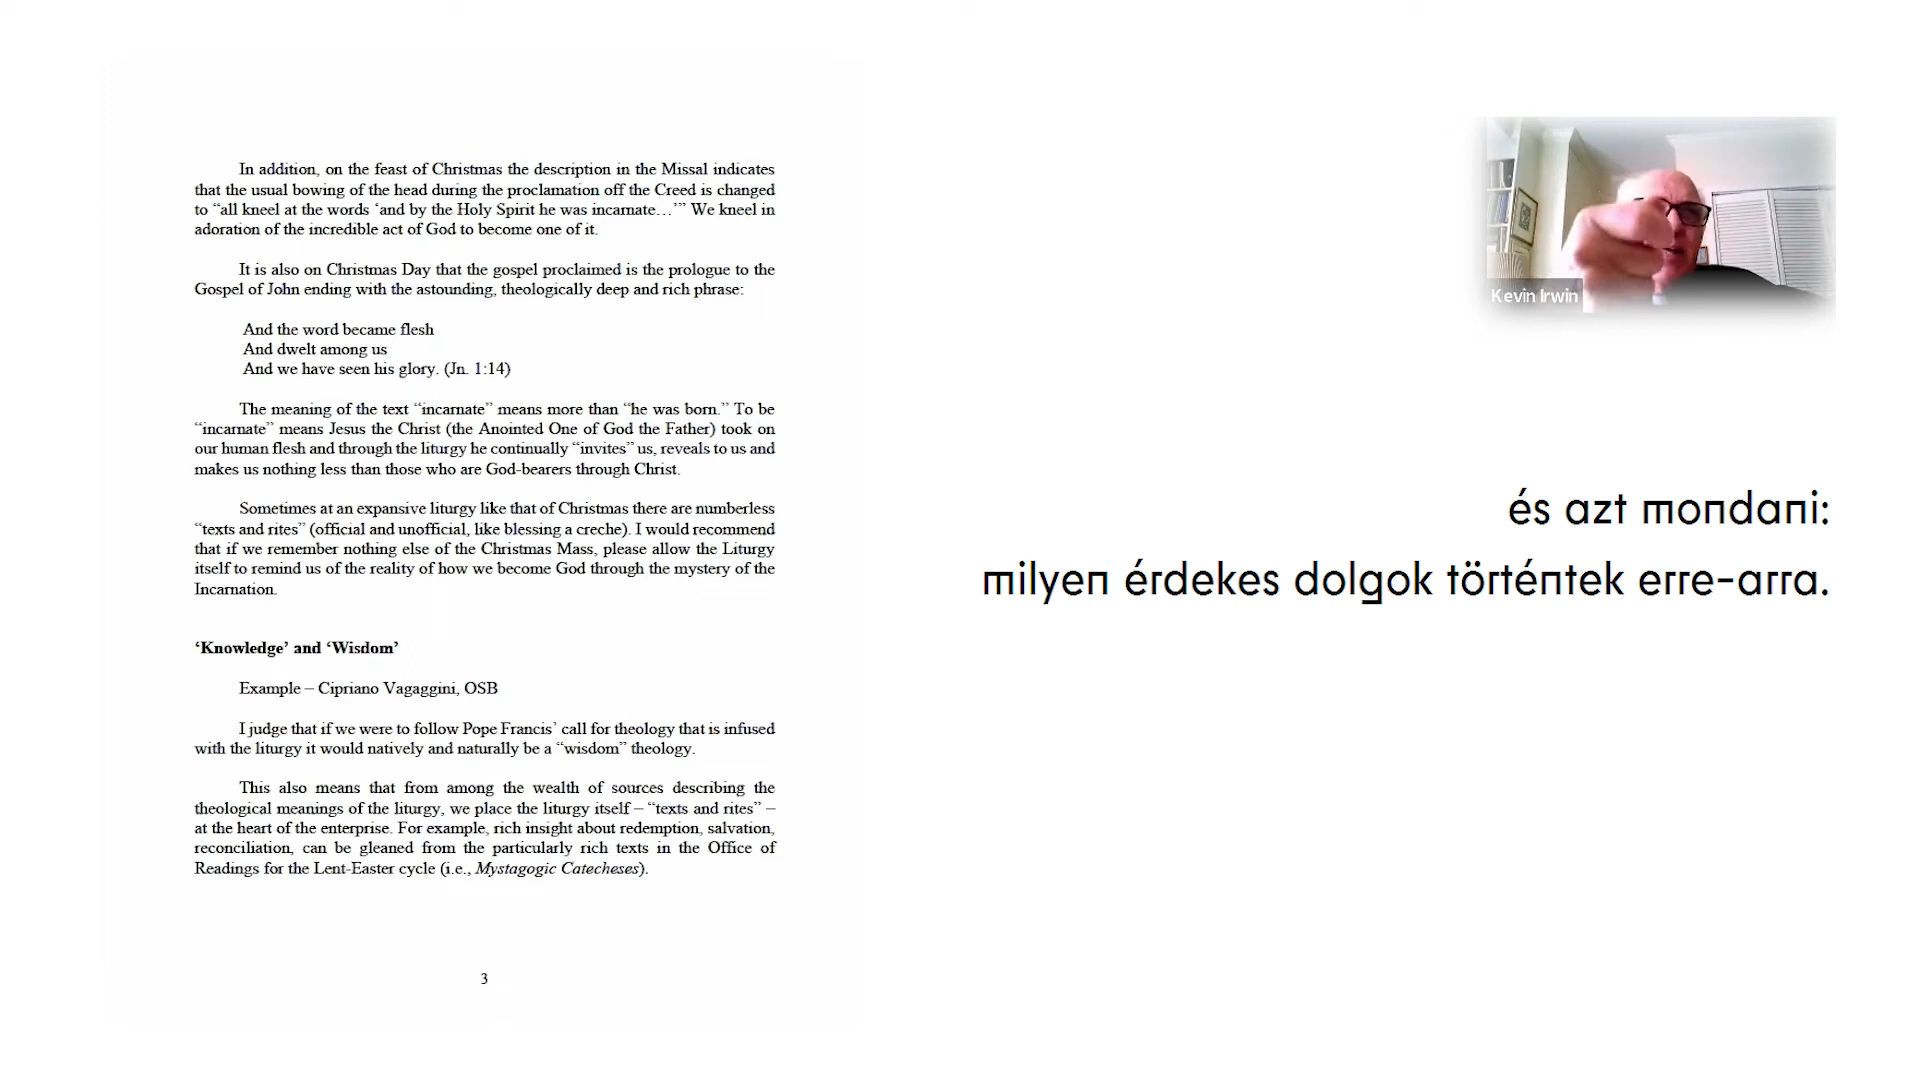 In addition, on the feast of Christmas the description in the Missal indicates
that the usual bowing of the head during the proclamation off the Creed is changed
to “all kneel at the words ‘and by the Holy Spirit he was incarnate…’” We kneel in
adoration of the incredible act of God to become one of it.
It is also on Christmas Day that the gospel proclaimed is the prologue to the
Gospel of John ending with the astounding, theologically deep and rich phrase:
And the word became flesh
And dwelt among us
And we have seen his glory. (Jn. 1:14)
The meaning of the text “incarnate” means more than “he was born.” To be
“incarnate” means Jesus the Christ (the Anointed One of God the Father) took on
our human flesh and through the liturgy he continually “invites” us, reveals to us and
makes us nothing less than those who are God-bearers through Christ.
Sometimes at an expansive liturgy like that of Christmas there are numberless
“texts and rites” (official and unofficial, like blessing a creche). I would recommend
that if we remember nothing else of the Christmas Mass, please allow the Liturgy
itself to remind us of the reality of how we become God through the mystery of the
Incarnation.
‘Knowledge’ and ‘Wisdom’
Example – Cipriano Vagaggini, OSB
I judge that if we were to follow Pope Francis’ call for theology that is infused
with the liturgy it would natively and naturally be a “wisdom” theology.
This also means that from among the wealth of sources describing the
theological meanings of the liturgy, we place the liturgy itself – “texts and rites” –
at the heart of the enterprise. For example, rich insight about redemption, salvation,
reconciliation, can be gleaned from the particularly rich texts in the Office of
Readings for the Lent-Easter cycle (i.e., Mystagogic Catecheses).
3
Kevin Irwin
és azt mondani:
milyen érdekes dolgok történtek erre-arra.